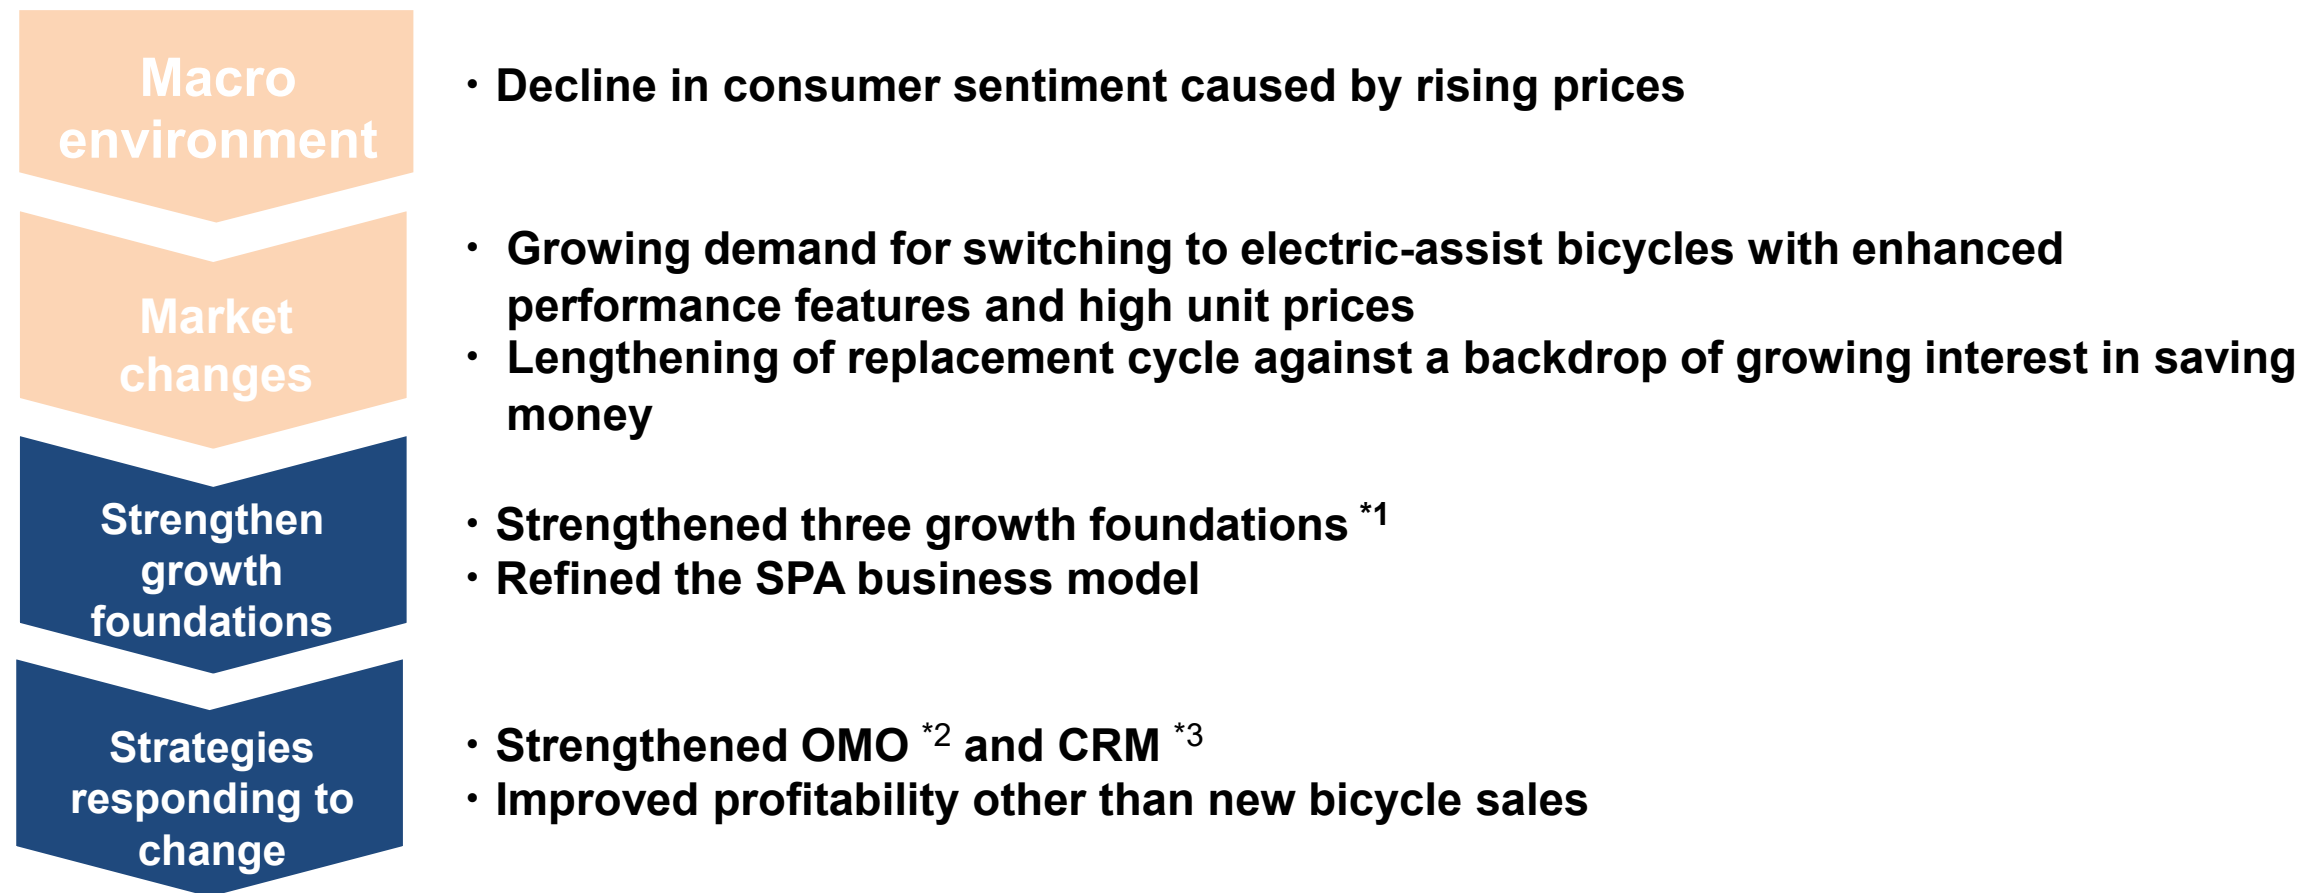 Macro
environment
・Decline in consumer sentiment caused by rising prices
Market
changes
・ Growing demand for switching to electric-assist bicycles with enhanced
performance features and high unit prices
・ Lengthening of replacement cycle against a backdrop of growing interest in saving
money
Strengthen
growth
foundations
・Strengthened three growth foundations *1
・Refined the SPA business model
Strategies
responding to
change
・Strengthened OMO *2 and CRM *3
・Improved profitability other than new bicycle sales